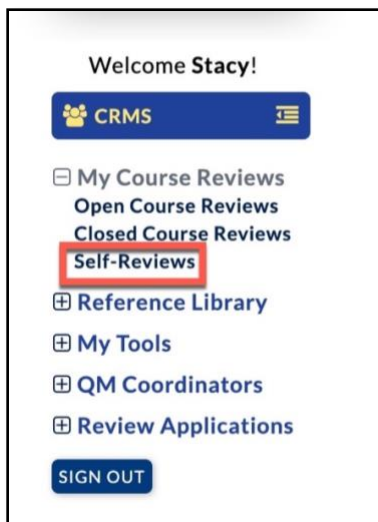 Welcome Stacy!
CRMS
My Course Reviews
Open Course Reviews
Closed Course Reviews
Self-Reviews
Reference Library
My Tools
QM Coordinators
Review Applications
SIGN OUT